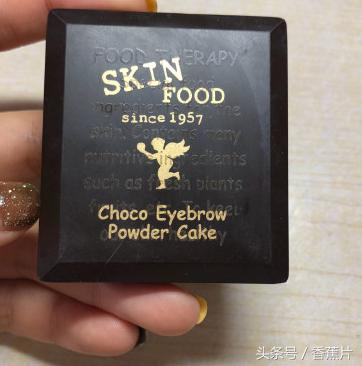 FOOD THERAPY
SKIN
FOOD
since 1957
skin. Contains many
nutritive ingredients
such as fresh plants
Choco Eyebrow
Powder Cake
头条号 / 香蕉片